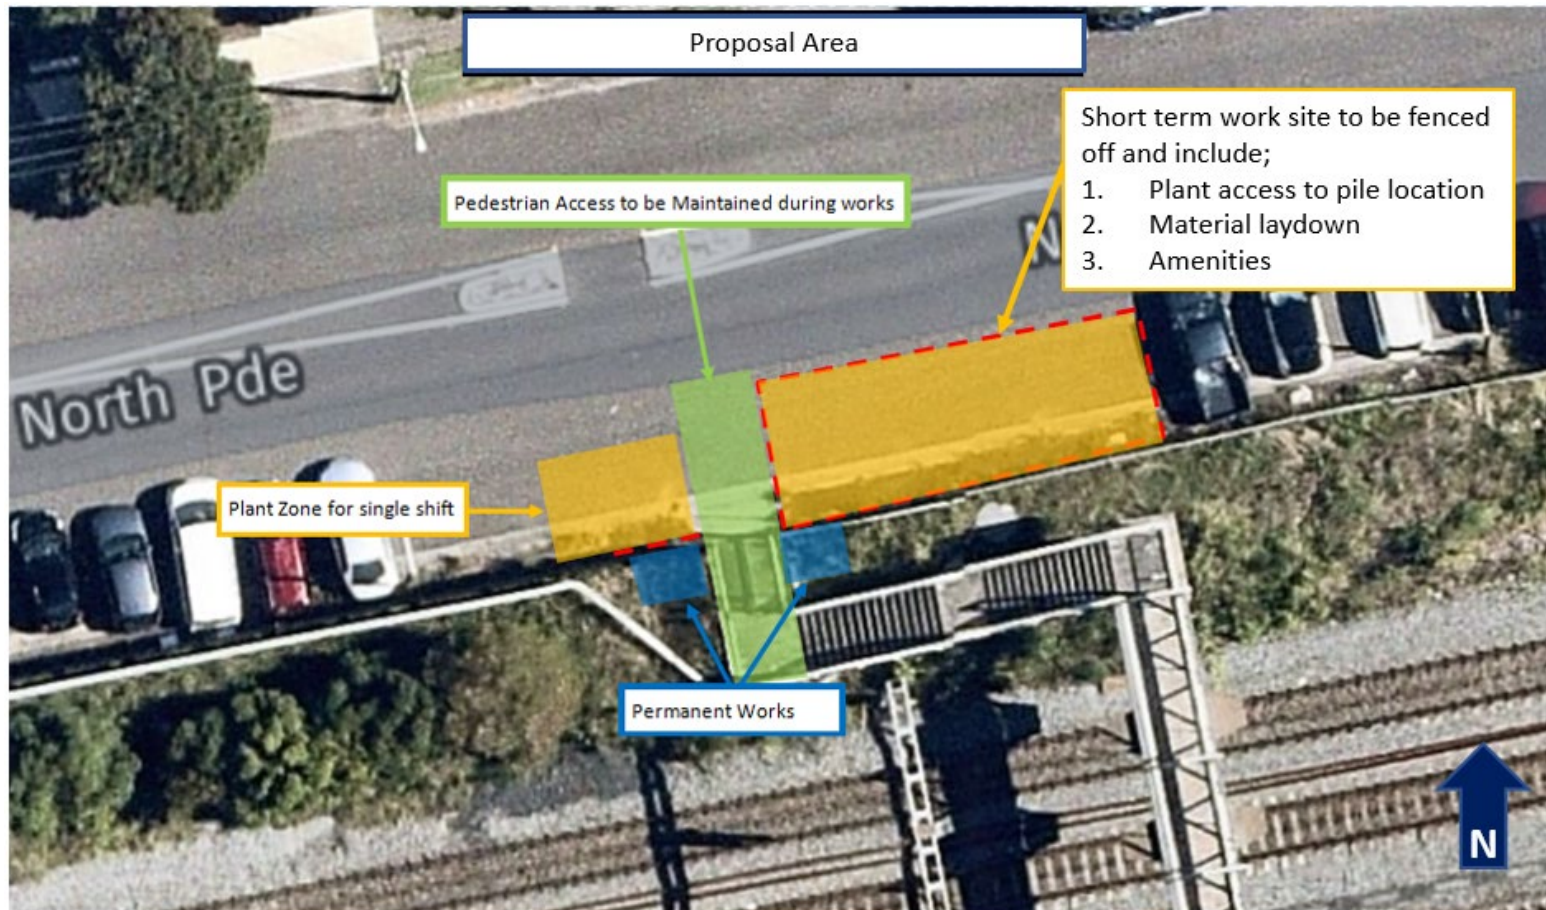 Proposal Area
Short term work site to be fenced
off and include;
1. Plant access to pile location
2. Material laydown
3. Amenities
Pedestrian Access to be Maintained during works
N
North Pde
Plant Zone for single shift
Permanent Works
N